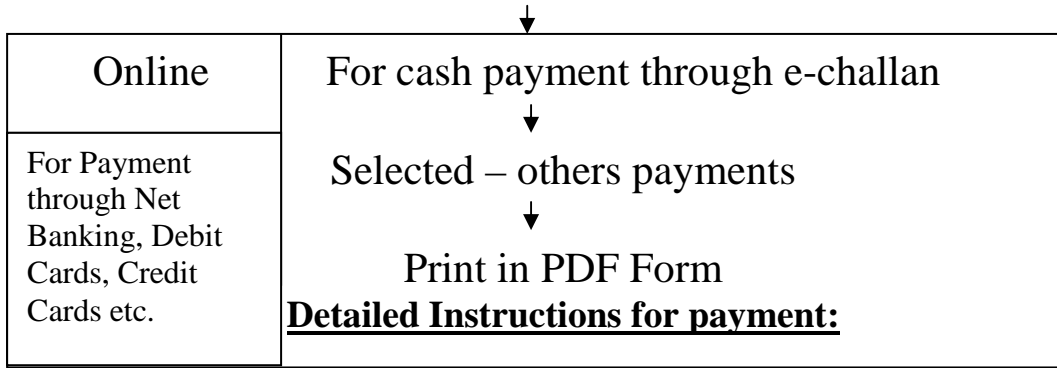 Online
For Payment
through Net
Banking, Debit
Cards, Credit
Cards etc.
For cash payment through e-challan
Selected – others payments
Print in PDF Form
Detailed Instructions for payment: